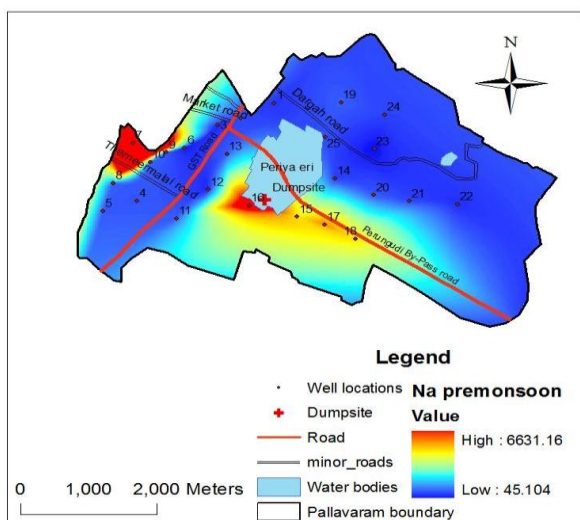 N
19
24
Market road
Dargah road
7
3
25
23
9
6
10
GST Road
13
Periya eri
14
Themeermalai road
8
12
Dumpsite
20
21
22
4
16
5
11
15
17
18
Perungudi By-Pass road
Legend
Well locations
Na premonsoon
Dumpsite
Value
Road
High : 6631.16
minor_roads
Water bodies
Low : 45.104
0 1,000 2,000 Meters
Pallavaram boundary